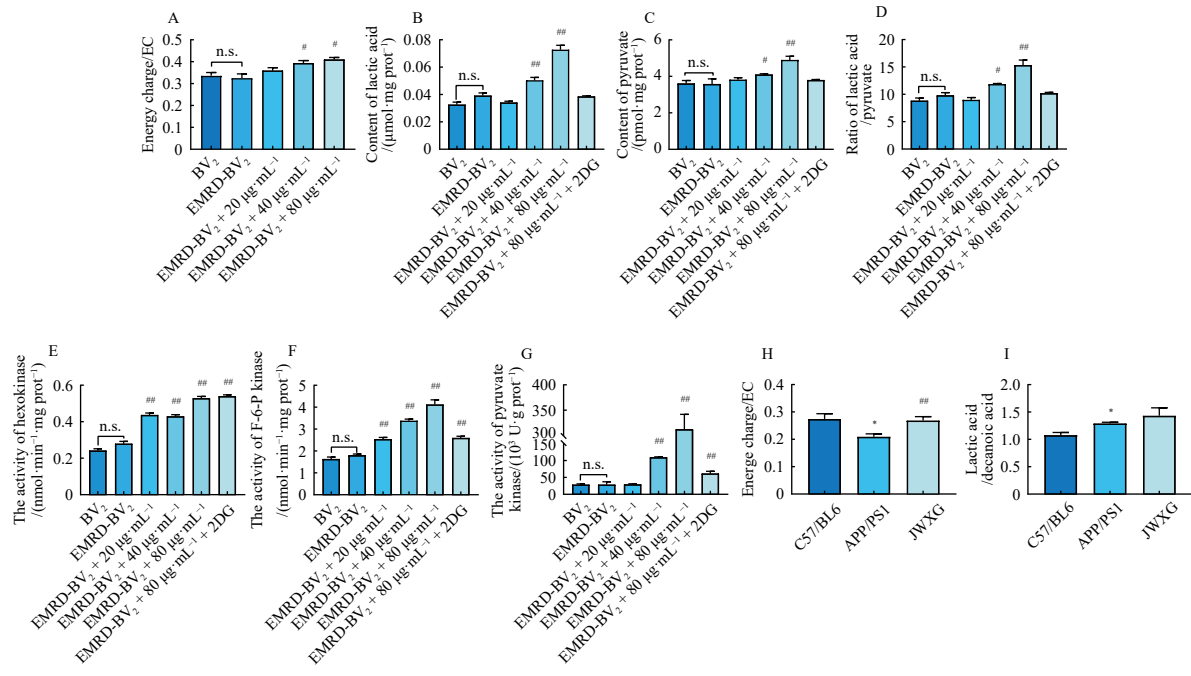 A
Energy charge/EC
0.5
0.4
0.3
0.2
0.1
0
n.s.
#
#
BV₂
EMRD-BV₂
EMRD-BV₂ + 20 μg·mL⁻¹
EMRD-BV₂ + 40 μg·mL⁻¹
EMRD-BV₂ + 80 μg·mL⁻¹
B
Content of lactic acid
/(μmol·mg prot⁻¹)
0.08
0.06
0.04
0.02
0
n.s.
##
##
BV₂
EMRD-BV₂
EMRD-BV₂ + 20 μg·mL⁻¹
EMRD-BV₂ + 40 μg·mL⁻¹
EMRD-BV₂ + 80 μg·mL⁻¹
EMRD-BV₂ + 80 μg·mL⁻¹ + 2DG
C
Content of pyruvate
/(pmol·mg prot⁻¹)
6
4
2
0
n.s.
#
##
BV₂
EMRD-BV₂
EMRD-BV₂ + 20 μg·mL⁻¹
EMRD-BV₂ + 40 μg·mL⁻¹
EMRD-BV₂ + 80 μg·mL⁻¹
EMRD-BV₂ + 80 μg·mL⁻¹ + 2DG
D
Ratio of lactic acid
/pyruvate
20
15
10
5
0
n.s.
#
##
BV₂
EMRD-BV₂
EMRD-BV₂ + 20 μg·mL⁻¹
EMRD-BV₂ + 40 μg·mL⁻¹
EMRD-BV₂ + 80 μg·mL⁻¹
EMRD-BV₂ + 80 μg·mL⁻¹ + 2DG
E
The activity of hexokinase
/(nmol·min⁻¹·mg prot⁻¹)
0.6
0.4
0.2
0
n.s.
##
##
##
##
BV₂
EMRD-BV₂
EMRD-BV₂ + 20 μg·mL⁻¹
EMRD-BV₂ + 40 μg·mL⁻¹
EMRD-BV₂ + 80 μg·mL⁻¹
EMRD-BV₂ + 80 μg·mL⁻¹ + 2DG
F
The activity of F-6-P kinase
/(nmol·min⁻¹·mg prot⁻¹)
5
4
3
2
1
0
n.s.
##
##
##
##
BV₂
EMRD-BV₂
EMRD-BV₂ + 20 μg·mL⁻¹
EMRD-BV₂ + 40 μg·mL⁻¹
EMRD-BV₂ + 80 μg·mL⁻¹
EMRD-BV₂ + 80 μg·mL⁻¹ + 2DG
G
The activity of pyruvate
kinase/(10³ U·g prot⁻¹)
400
350
300
150
100
50
0
n.s.
##
##
##
BV₂
EMRD-BV₂
EMRD-BV₂ + 20 μg·mL⁻¹
EMRD-BV₂ + 40 μg·mL⁻¹
EMRD-BV₂ + 80 μg·mL⁻¹
EMRD-BV₂ + 80 μg·mL⁻¹ + 2DG
H
Energe charge/EC
0.4
0.3
0.2
0.1
0
*
##
C57/BL6
APP/PS1
JWXG
I
Lactic acid
/decanoic acid
2.0
1.5
1.0
0.5
0
*
C57/BL6
APP/PS1
JWXG